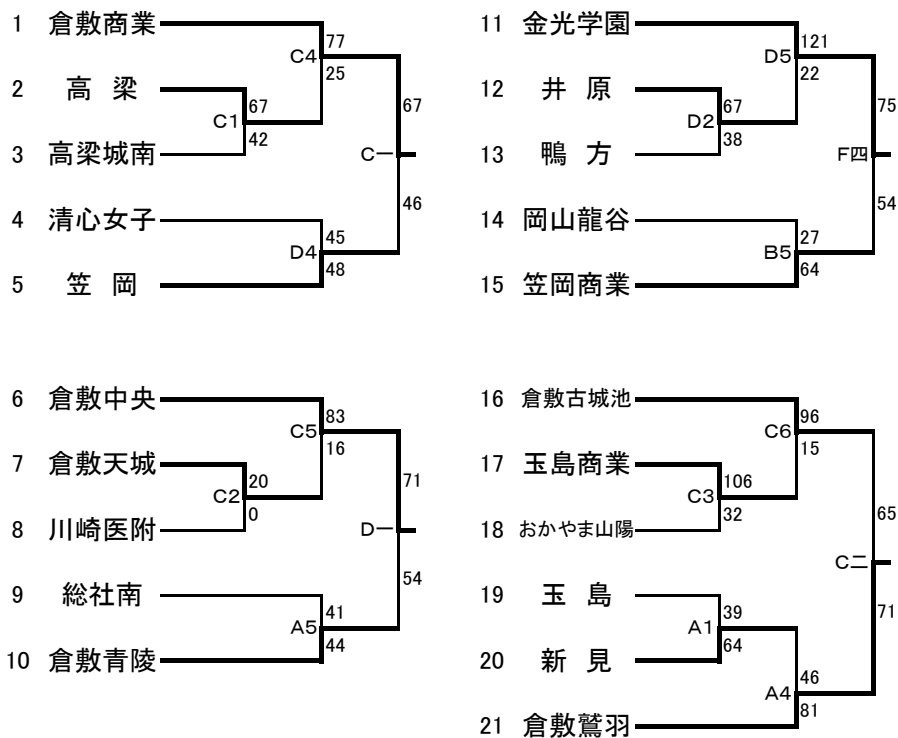 1 倉敷商業
77
C4
25
2 高 梁
67
67
C1
42
3 高梁城南
C一
46
4 清心女子
45
D4
48
5 笠 岡
6 倉敷中央
83
C5
16
7 倉敷天城
20
71
C2
0
8 川崎医附
D一
54
9 総社南
41
A5
44
10 倉敷青陵
11 金光学園
121
D5
22
12 井 原
67
75
D2
38
13 鴨 方
F四
54
14 岡山龍谷
27
B5
64
15 笠岡商業
16 倉敷古城池
96
C6
15
17 玉島商業
106
C3
32
18 おかやま山陽
65
C二
19 玉 島
39
71
A1
64
20 新 見
46
A4
81
21 倉敷鷲羽